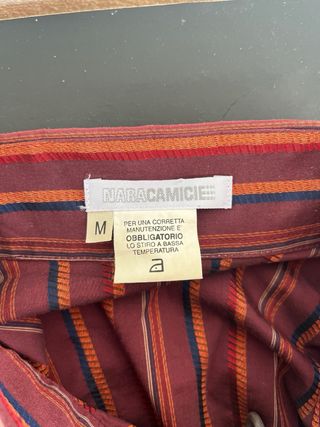 NARACAMICIE
M
PER UNA CORRETTA
MANUTENZIONE E
OBBLIGATORIO
LO STIRO A BASSA
TEMPERATURA